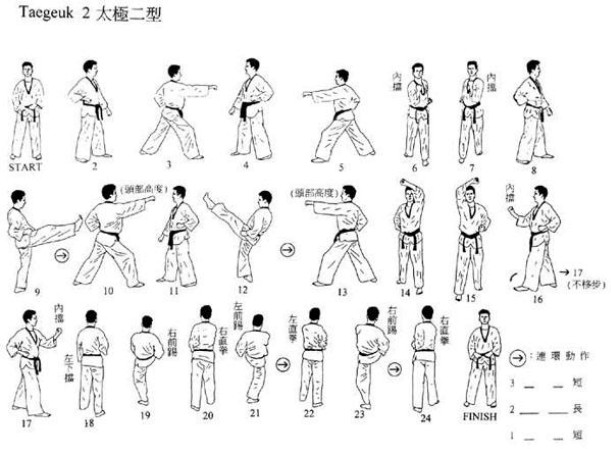 Taegeuk 2 太極二型
內擋
內擋
START
2
3
4
5
6
7
8
(頭部高度)
(頭部高度)
內擋
9
10
11
12
13
14
15
16
→17
(不移步)
內擋
左下擋
右前踢
右直拳
左前踢
左直拳
右前踢
右直拳
17
18
19
20
21
22
23
24
FINISH
→:連環動作
3 短
2 長
1 短